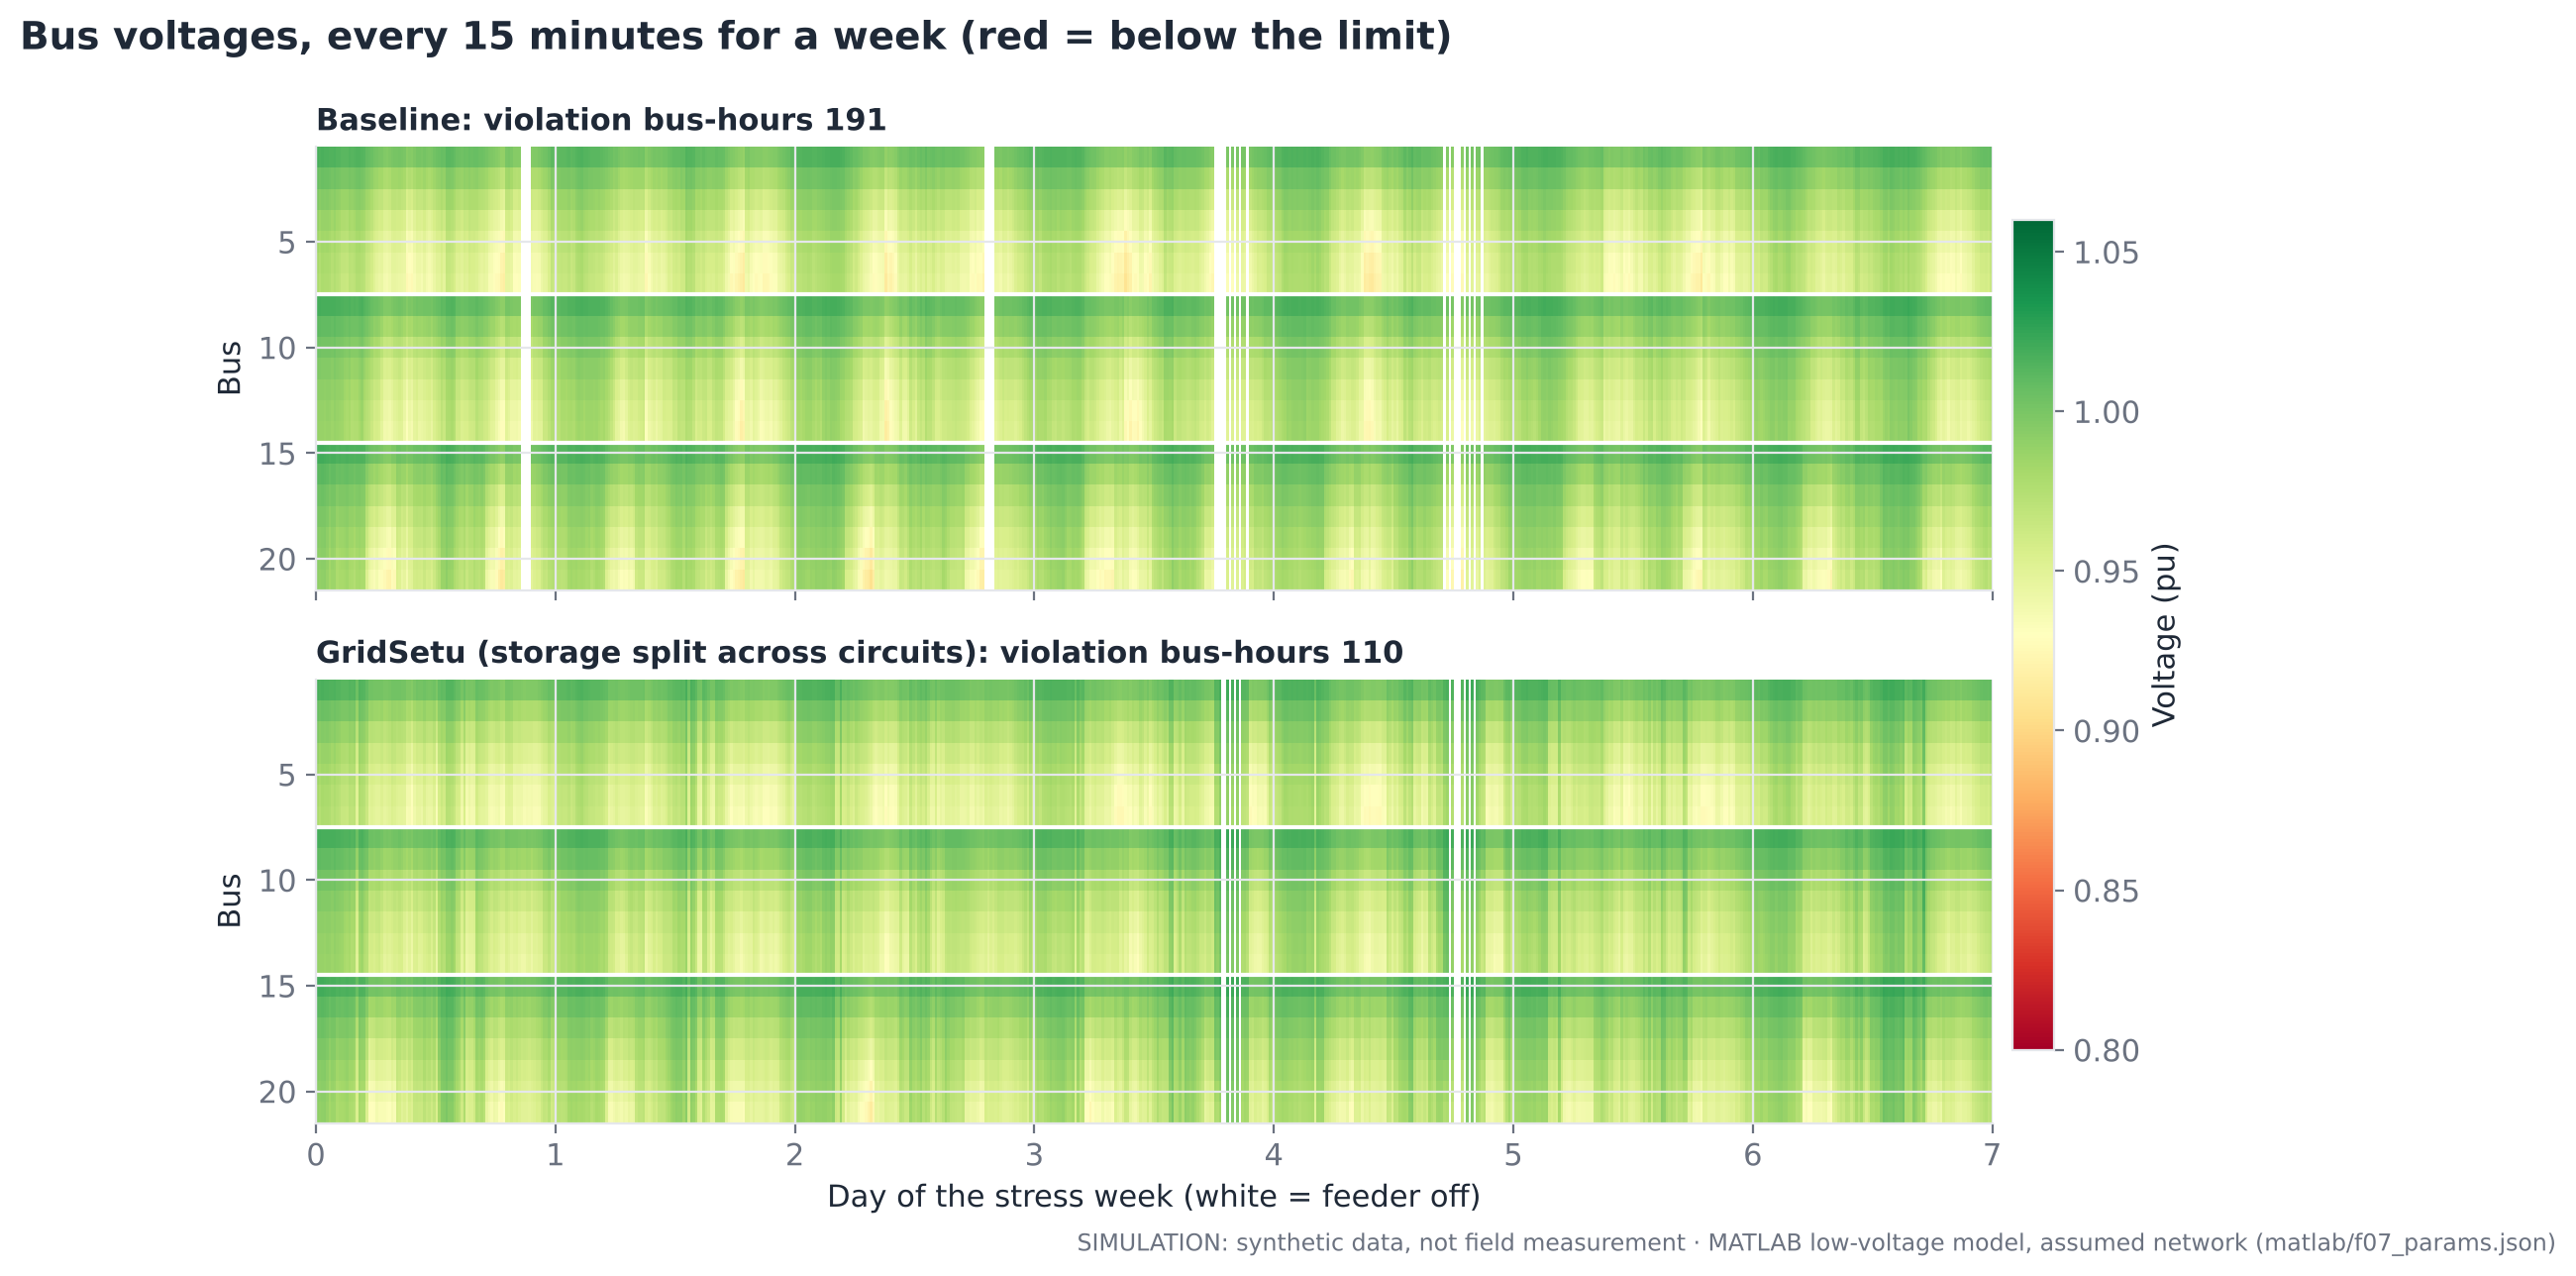 Bus voltages, every 15 minutes for a week (red = below the limit)
Baseline: violation bus-hours 191
Bus
5
10
15
20
GridSetu (storage split across circuits): violation bus-hours 110
Bus
5
10
15
20
0 1 2 3 4 5 6 7
Day of the stress week (white = feeder off)
1.05
1.00
0.95
0.90
0.85
0.80
Voltage (pu)
SIMULATION: synthetic data, not field measurement · MATLAB low-voltage model, assumed network (matlab/f07_params.json)